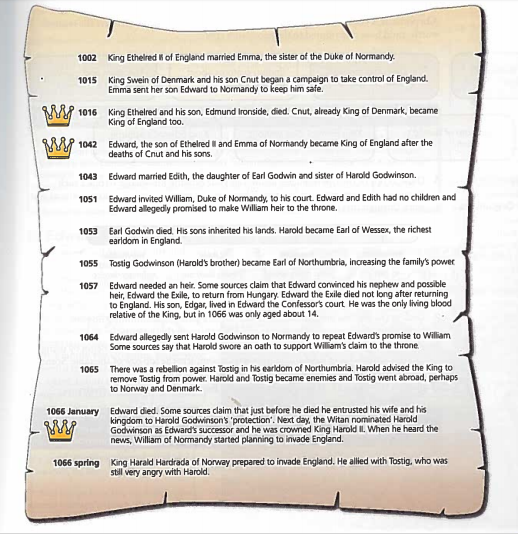 1002 King Ethelred II of England married Emma, the sister of the Duke of Normandy.
1015 King Swein of Denmark and his son Cnut began a campaign to take control of England.
Emma sent her son Edward to Normandy to keep him safe.
1016 King Ethelred and his son, Edmund Ironside, died. Cnut, already King of Denmark, became
King of England too.
1042 Edward, the son of Ethelred II and Emma of Normandy became King of England after the
deaths of Cnut and his sons.
1043 Edward married Edith, the daughter of Earl Godwin and sister of Harold Godwinson.
1051 Edward invited William, Duke of Normandy, to his court. Edward and Edith had no children and
Edward allegedly promised to make William heir to the throne.
1053 Earl Godwin died. His sons inherited his lands. Harold became Earl of Wessex, the richest
earldom in England.
1055 Tostig Godwinson (Harold's brother) became Earl of Northumbria, increasing the family's power
1057 Edward needed an heir. Some sources claim that Edward convinced his nephew and possible
heir, Edward the Exile, to return from Hungary. Edward the Exile died not long after returning
to England. His son, Edgar, lived in Edward the Confessor's court. He was the only living blood
relative of the King, but in 1066 was only aged about 14.
1064 Edward allegedly sent Harold Godwinson to Normandy to repeat Edward's promise to William
Some sources say that Harold swore an oath to support William's claim to the throne
1065 There was a rebellion against Tostig in his earldom of Northumbria. Harold advised the King to
remove Tostig from power. Harold and Tostig became enemies and Tostig went abroad, perhaps
to Norway and Denmark.
1066 January Edward died. Some sources claim that just before he died he entrusted his wife and his
kingdom to Harold Godwinson's 'protection'. Next day, the Witan nominated Harold
Godwinson as Edward's successor and he was crowned King Harold II. When he heard the
news, William of Normandy started planning to invade England.
1066 spring King Harald Hardrada of Norway prepared to invade England. He allied with Tostig, who was
still very angry with Harold.